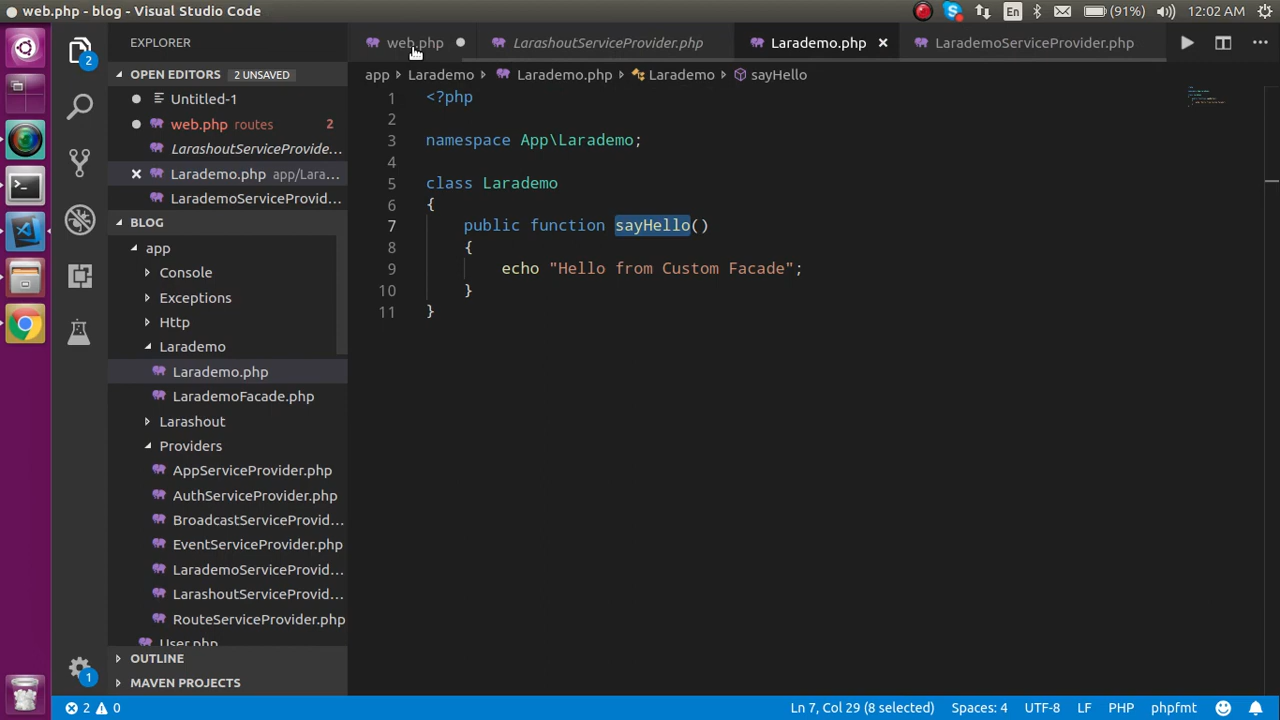 web.php - blog - Visual Studio Code
En
(91%)
12:02 AM
EXPLORER
web.php
LarashoutServiceProvider.php
Larademo.php
LarademoServiceProvider.php
2
OPEN EDITORS 2 UNSAVED
Untitled-1
web.php routes 2
LarashoutServiceProvide...
Larademo.php app/Lara...
LarademoServiceProvid...
BLOG
app
Console
Exceptions
Http
Larademo
Larademo.php
LarademoFacade.php
Larashout
Providers
AppServiceProvider.php
AuthServiceProvider.php
BroadcastServiceProvid...
EventServiceProvider.php
LarademoServiceProvid...
LarashoutServiceProvid...
RouteServiceProvider.php
User.php
OUTLINE
MAVEN PROJECTS
1
app > Larademo > Larademo.php > Larademo > sayHello
1 <?php
2
3 namespace App\Larademo;
4
5 class Larademo
6 {
7 public function sayHello()
8 {
9 echo "Hello from Custom Facade";
10 }
11 }
2 0
Ln 7, Col 29 (8 selected)
Spaces: 4
UTF-8
LF
PHP
phpfmt